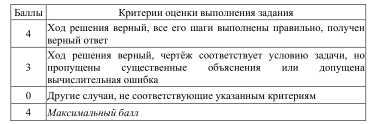 Баллы Критерии оценки выполнения задания
4 Ход решения верный, все его шаги выполнены правильно, получен
верный ответ
3 Ход решения верный, чертёж соответствует условию задачи, но
пропущены существенные объяснения или допущена
вычислительная ошибка
0 Другие случаи, не соответствующие указанным критериям
4 Максимальный балл